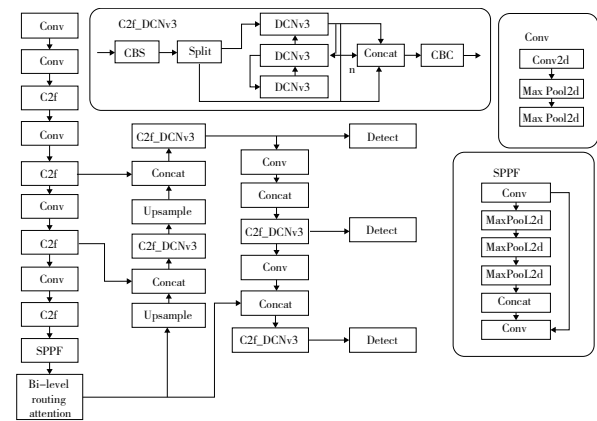 Conv
Conv
C2f
Conv
C2f
Conv
C2f
Conv
C2f
SPPF
Bi-level
routing
attention
C2f_DCNv3
CBS
Split
DCNv3
DCNv3
DCNv3
n
Concat
CBC
C2f_DCNv3
Concat
Upsample
C2f_DCNv3
Concat
Upsample
Conv
Concat
C2f_DCNv3
Conv
Concat
C2f_DCNv3
Detect
Detect
Detect
Conv
Conv2d
Max Pool2d
Max Pool2d
SPPF
Conv
MaxPooL2d
MaxPooL2d
MaxPooL2d
Concat
Conv